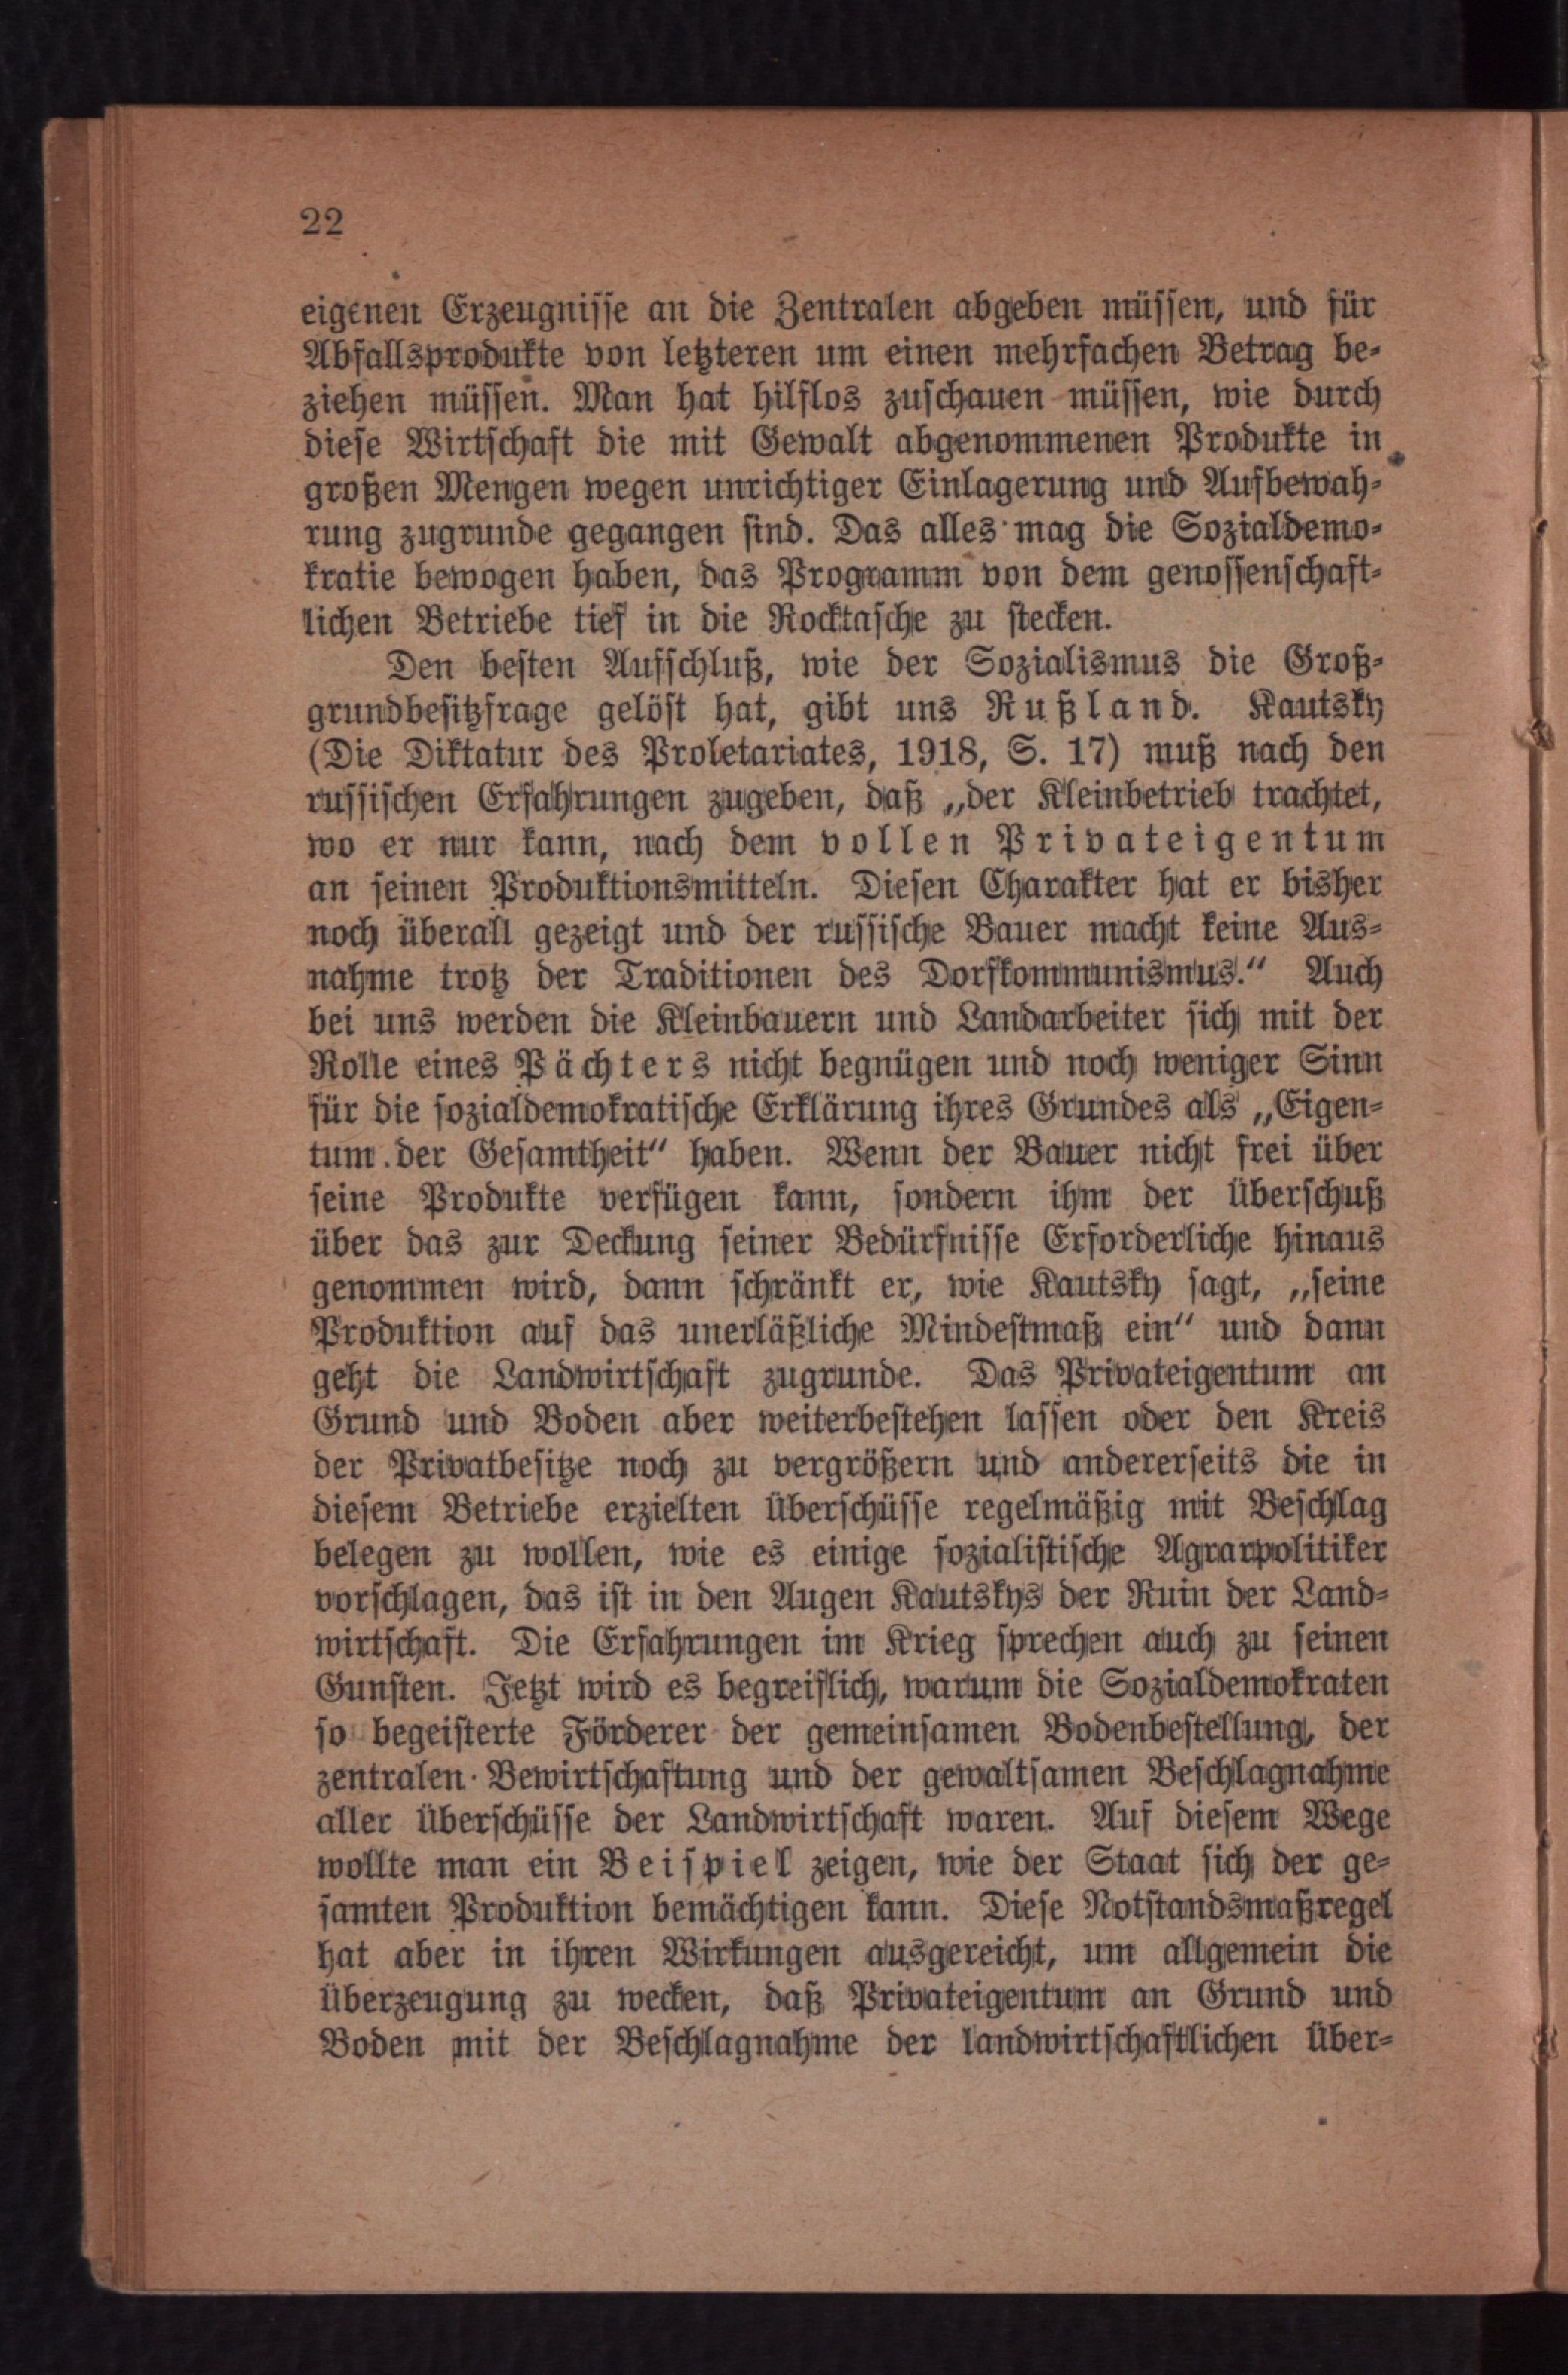 22
eigenen Erzeugnisse an die Zentralen abgeben müssen, und für
Abfallsprodukte von letzteren um einen mehrfachen Betrag be-
ziehen müssen. Man hat hilflos zuschauen müssen, wie durch
diese Wirtschaft die mit Gewalt abgenommenen Produkte in
großen Mengen wegen unrichtiger Einlagerung und Aufbewah-
rung zugrunde gegangen sind. Das alles mag die Sozialdemo-
kratie bewogen haben, das Programm von dem genossenschaft-
lichen Betriebe tief in die Rocktasche zu stecken.
Den besten Aufschluß, wie der Sozialismus die Groß-
grundbesitzfrage gelöst hat, gibt uns Rußland. Kautsky
(Die Diktatur des Proletariates, 1918, S. 17) muß nach den
russischen Erfahrungen zugeben, daß „der Kleinbetrieb trachtet,
wo er nur kann, nach dem vollen Privateigentum
an seinen Produktionsmitteln. Diesen Charakter hat er bisher
noch überall gezeigt und der russische Bauer macht keine Aus-
nahme trotz der Traditionen des Dorfkommunismus.“ Auch
bei uns werden die Kleinbauern und Landarbeiter sich mit der
Rolle eines Pächters nicht begnügen und noch weniger Sinn
für die sozialdemokratische Erklärung ihres Grundes als „Eigen-
tum der Gesamtheit“ haben. Wenn der Bauer nicht frei über
seine Produkte verfügen kann, sondern ihm der Überschuß
über das zur Deckung seiner Bedürfnisse Erforderliche hinaus
genommen wird, dann schränkt er, wie Kautsky sagt, „seine
Produktion auf das unerläßliche Mindestmaß ein“ und dann
geht die Landwirtschaft zugrunde. Das Privateigentum an
Grund und Boden aber weiterbestehen lassen oder den Kreis
der Privatbesitze noch zu vergrößern und andererseits die in
diesem Betriebe erzielten Überschüsse regelmäßig mit Beschlag
belegen zu wollen, wie es einige sozialistische Agrarpolitiker
vorschlagen, das ist in den Augen Kautskys der Ruin der Land-
wirtschaft. Die Erfahrungen im Krieg sprechen auch zu seinen
Gunsten. Jetzt wird es begreiflich, warum die Sozialdemokraten
so begeisterte Förderer der gemeinsamen Bodenbestellung, der
zentralen Bewirtschaftung und der gewaltsamen Beschlagnahme
aller Überschüsse der Landwirtschaft waren. Auf diesem Wege
wollte man ein Beispiel zeigen, wie der Staat sich der ge-
samten Produktion bemächtigen kann. Diese Notstandsmaßregel
hat aber in ihren Wirkungen ausgereicht, um allgemein die
Überzeugung zu wecken, daß Privateigentum an Grund und
Boden mit der Beschlagnahme der landwirtschaftlichen Über-